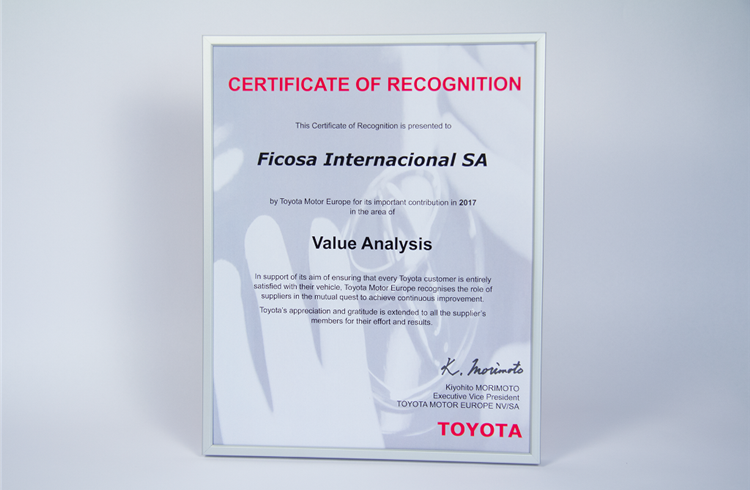 CERTIFICATE OF RECOGNITION
This Certificate of Recognition is presented to
Ficosa Internacional SA
by Toyota Motor Europe for its important contribution in 2017
in the area of
Value Analysis
In support of its aim of ensuring that every Toyota customer is entirely
satisfied with their vehicle, Toyota Motor Europe recognises the role of
suppliers in the mutual quest to achieve continuous improvement.
Toyota's appreciation and gratitude is extended to all the supplier's
members for their effort and results.
K. Morimoto
Kiyohito MORIMOTO
Executive Vice President
TOYOTA MOTOR EUROPE NV/SA
TOYOTA